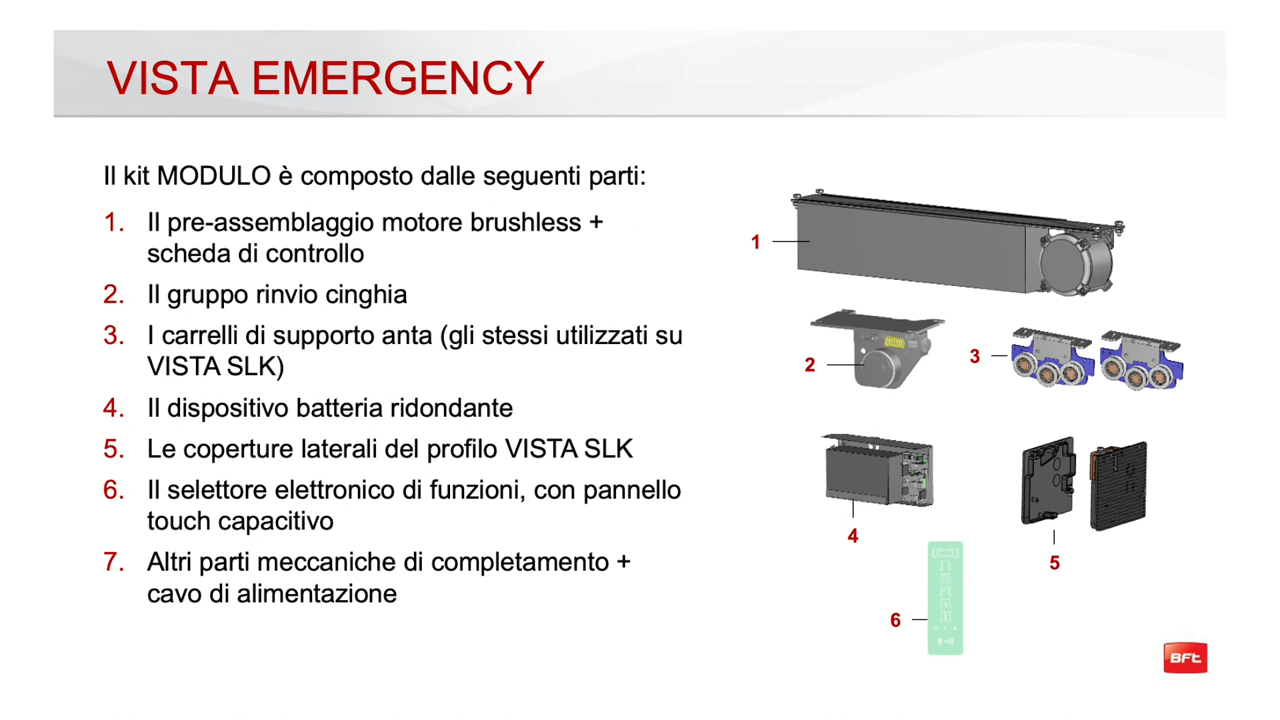 VISTA EMERGENCY
Il kit MODULO è composto dalle seguenti parti:
1. Il pre-assemblaggio motore brushless +
scheda di controllo
2. Il gruppo rinvio cinghia
3. I carrelli di supporto anta (gli stessi utilizzati su
VISTA SLK)
4. Il dispositivo batteria ridondante
5. Le coperture laterali del profilo VISTA SLK
6. Il selettore elettronico di funzioni, con pannello
touch capacitivo
7. Altri parti meccaniche di completamento +
cavo di alimentazione
1
2
3
4
5
6
BFT